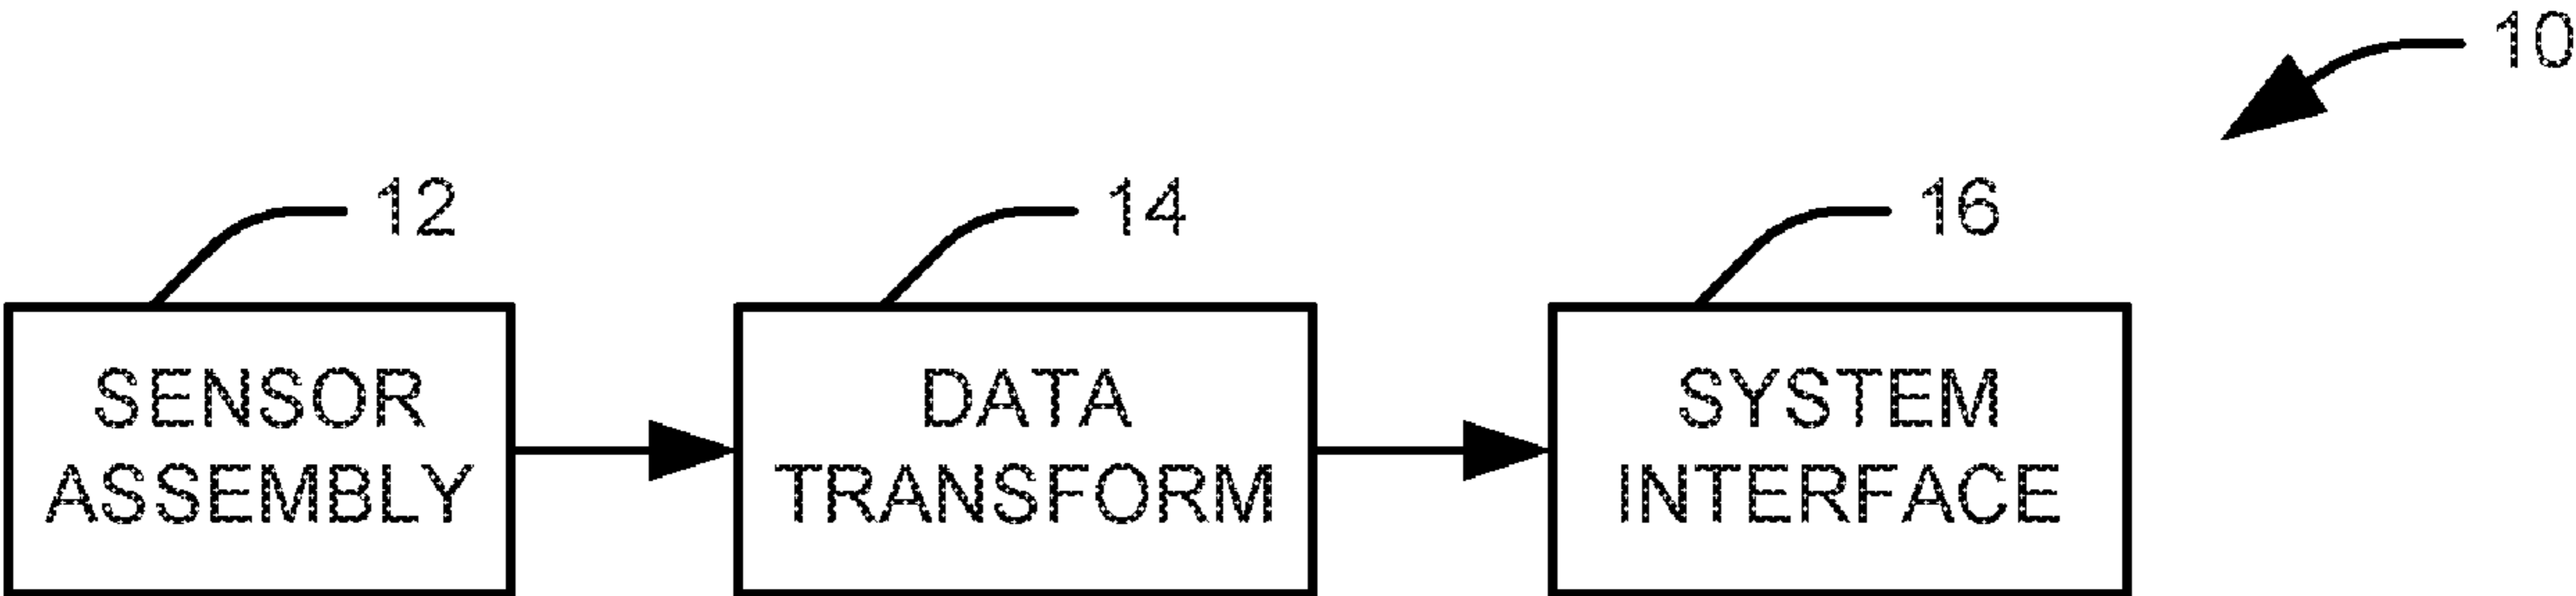 10
12
14
16
SENSOR
ASSEMBLY
DATA
TRANSFORM
SYSTEM
INTERFACE